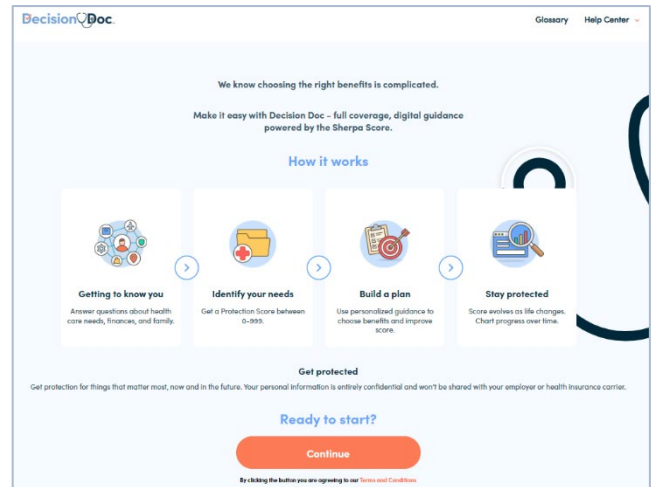 Decision Doc.
Glossary Help Center
We know choosing the right benefits is complicated.
Make it easy with Decision Doc - full coverage, digital guidance
powered by the Sherpa Score.
How it works
Getting to know you
Answer questions about health
care needs, finances, and family.
Identify your needs
Get a Protection Score between
0-999.
Build a plan
Use personalized guidance to
choose benefits and improve
score.
Stay protected
Score evolves as life changes.
Chart progress over time.
Get protected
Get protection for things that matter most, now and in the future. Your personal information is entirely confidential and won't be shared with your employer or health insurance carrier.
Ready to start?
Continue
By clicking the button you are agreeing to our Terms and Conditions